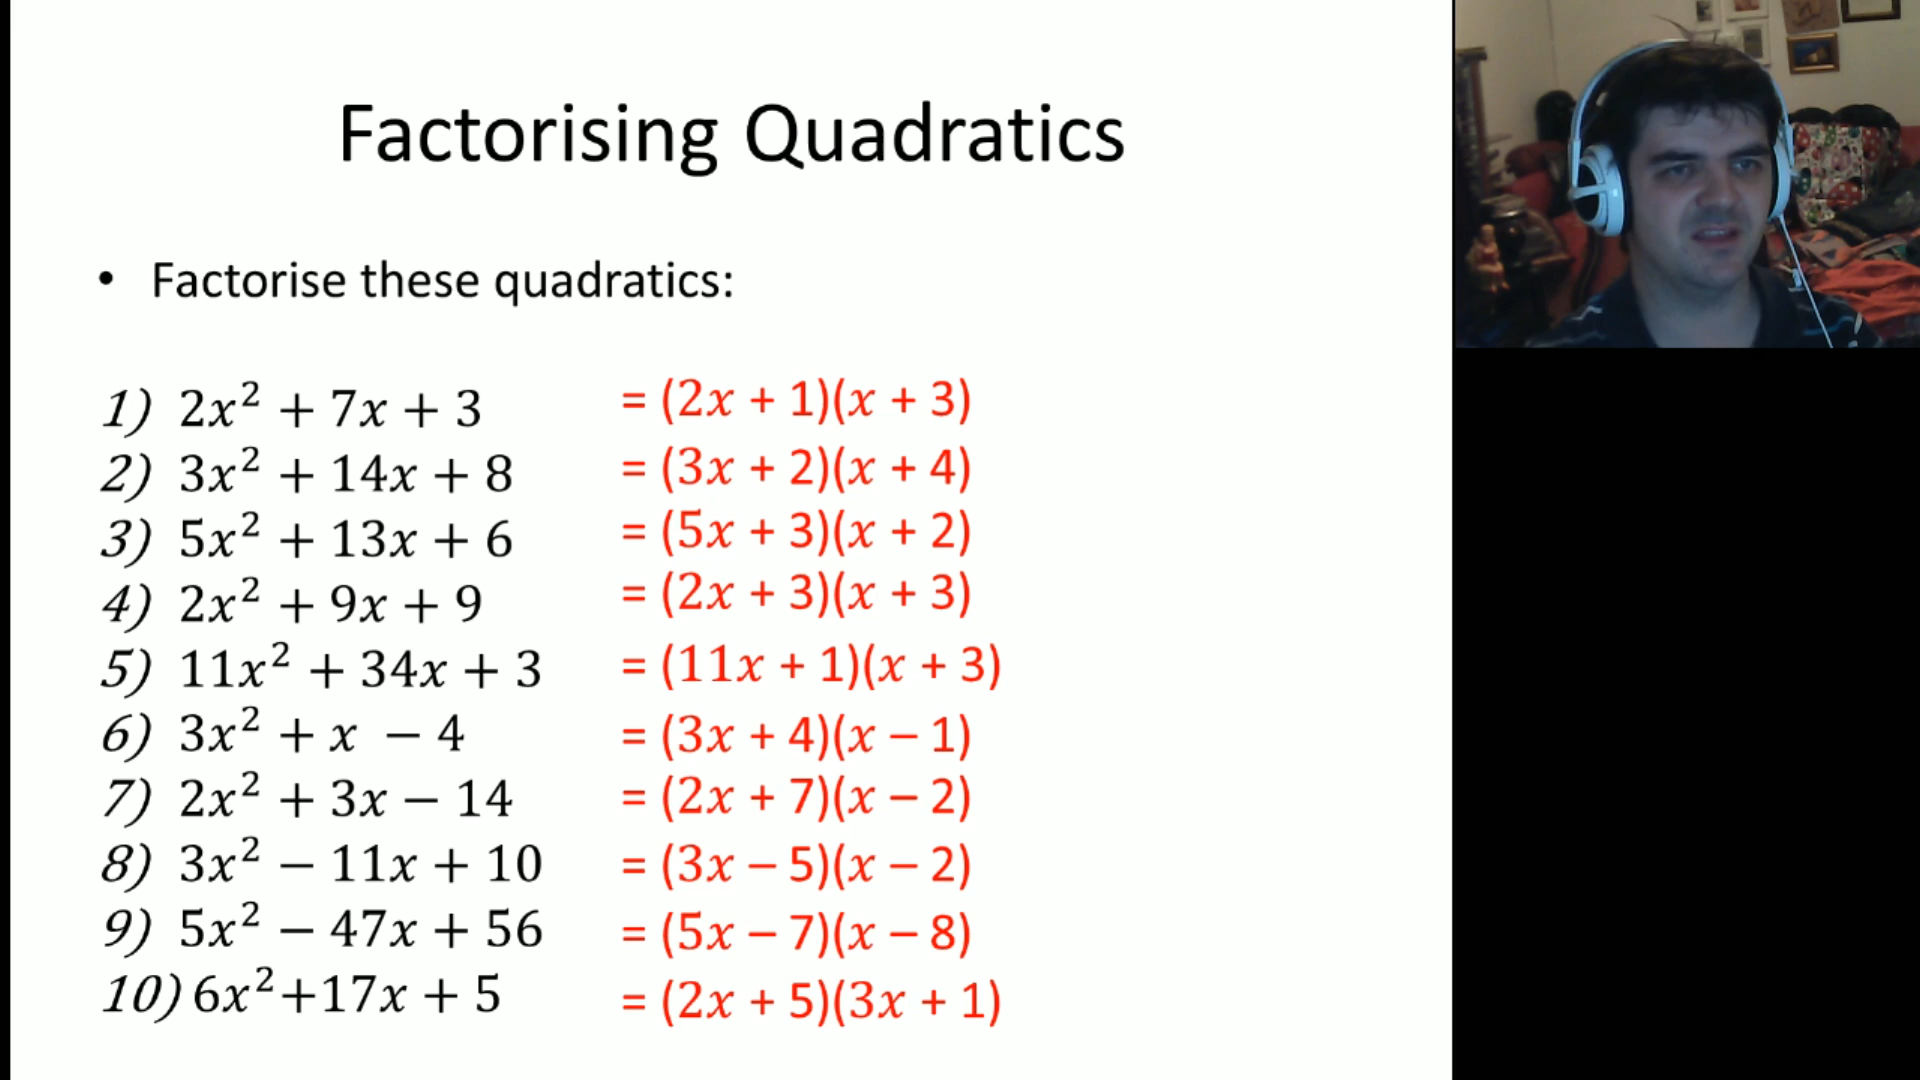 Factorising Quadratics
• Factorise these quadratics:
1) 2x² + 7x + 3 = (2x + 1)(x + 3)
2) 3x² + 14x + 8 = (3x + 2)(x + 4)
3) 5x² + 13x + 6 = (5x + 3)(x + 2)
4) 2x² + 9x + 9 = (2x + 3)(x + 3)
5) 11x² + 34x + 3 = (11x + 1)(x + 3)
6) 3x² + x − 4 = (3x + 4)(x − 1)
7) 2x² + 3x − 14 = (2x + 7)(x − 2)
8) 3x² − 11x + 10 = (3x − 5)(x − 2)
9) 5x² − 47x + 56 = (5x − 7)(x − 8)
10) 6x²+17x + 5 = (2x + 5)(3x + 1)